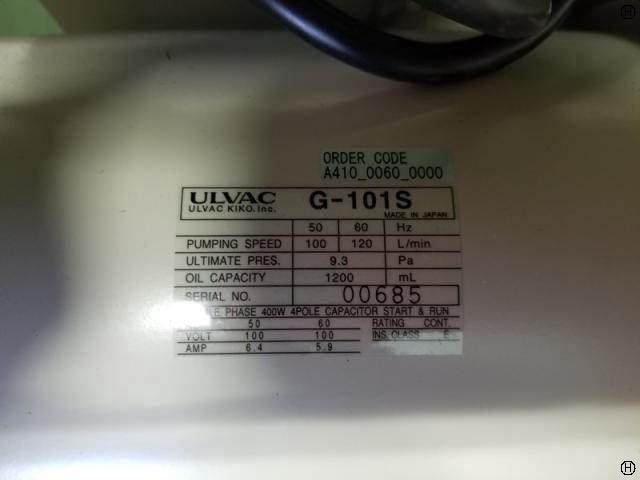 ORDER CODE
A410_0060_0000
ULVAC G-101S
ULVAC KIKO.Inc. MADE IN JAPAN
50 60 Hz
PUMPING SPEED 100 120 L/min
ULTIMATE PRES. 9.3 Pa
OIL CAPACITY 1200 mL
SERIAL NO. 00685
PHASE 400W 4POLE CAPACITOR START & RUN
50 60 RATING CONT.
VOLT 100 100 INS. CLASS E
AMP 6.4 5.9
H
H